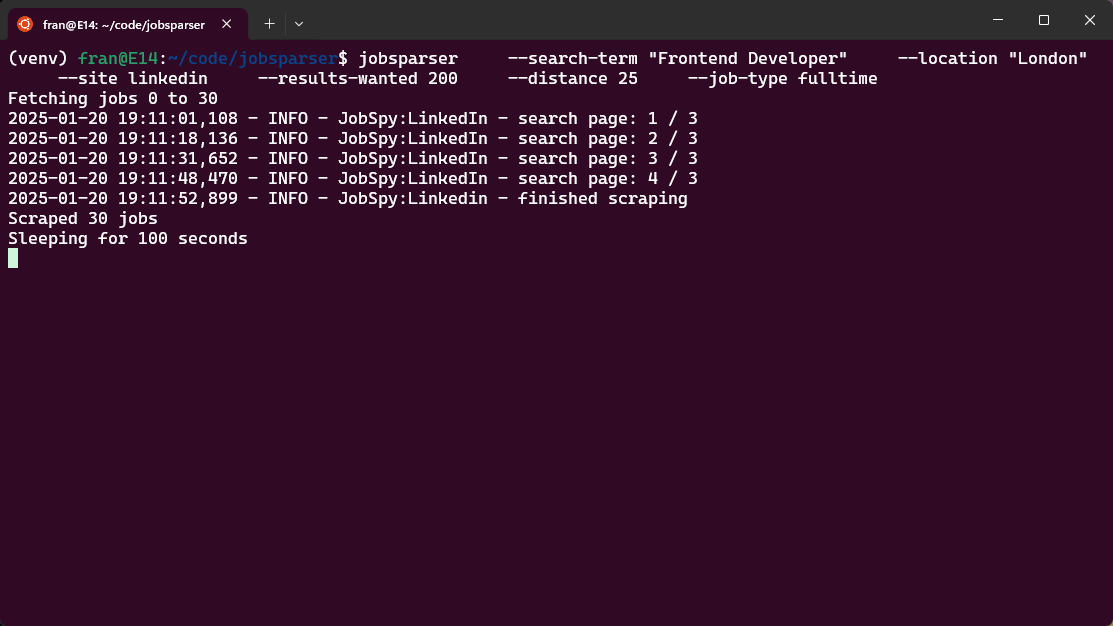 fran@E14: ~/code/jobsparser
(venv) fran@E14:~/code/jobsparser$ jobsparser     --search-term "Frontend Developer"     --location "London"
     --site linkedin     --results-wanted 200     --distance 25     --job-type fulltime
Fetching jobs 0 to 30
2025-01-20 19:11:01,108 - INFO - JobSpy:LinkedIn - search page: 1 / 3
2025-01-20 19:11:18,136 - INFO - JobSpy:LinkedIn - search page: 2 / 3
2025-01-20 19:11:31,652 - INFO - JobSpy:LinkedIn - search page: 3 / 3
2025-01-20 19:11:48,470 - INFO - JobSpy:LinkedIn - search page: 4 / 3
2025-01-20 19:11:52,899 - INFO - JobSpy:Linkedin - finished scraping
Scraped 30 jobs
Sleeping for 100 seconds